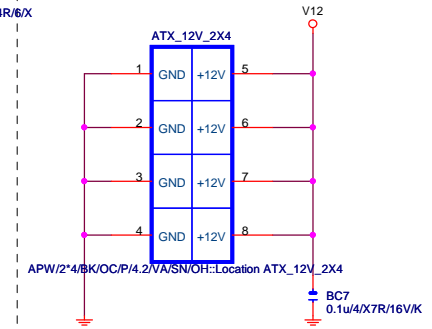 4R/6/X
V12
ATX_12V_2X4
1 GND +12V 5
2 GND +12V 6
3 GND +12V 7
4 GND +12V 8
APW/2*4/BK/OC/P/4.2/VA/SN/OH::Location ATX_12V_2X4
BC7
0.1u/4/X7R/16V/K